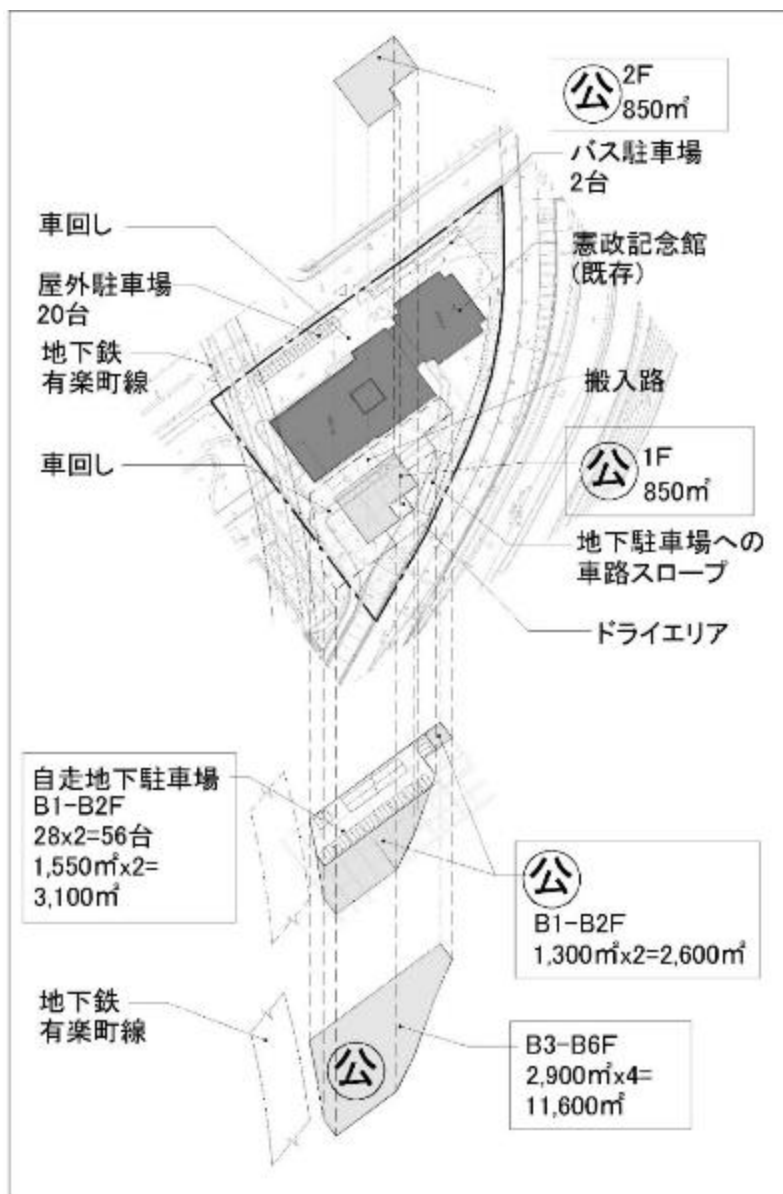 公
2F
850㎡
バス駐車場
2台
車回し
憲政記念館
(既存)
屋外駐車場
20台
地下鉄
有楽町線
搬入路
車回し
公
1F
850㎡
地下駐車場への
車路スロープ
ドライエリア
自走地下駐車場
B1-B2F
28x2=56台
1,550㎡x2=
3,100㎡
公
B1-B2F
1,300㎡x2=2,600㎡
地下鉄
有楽町線
公
B3-B6F
2,900㎡x4=
11,600㎡